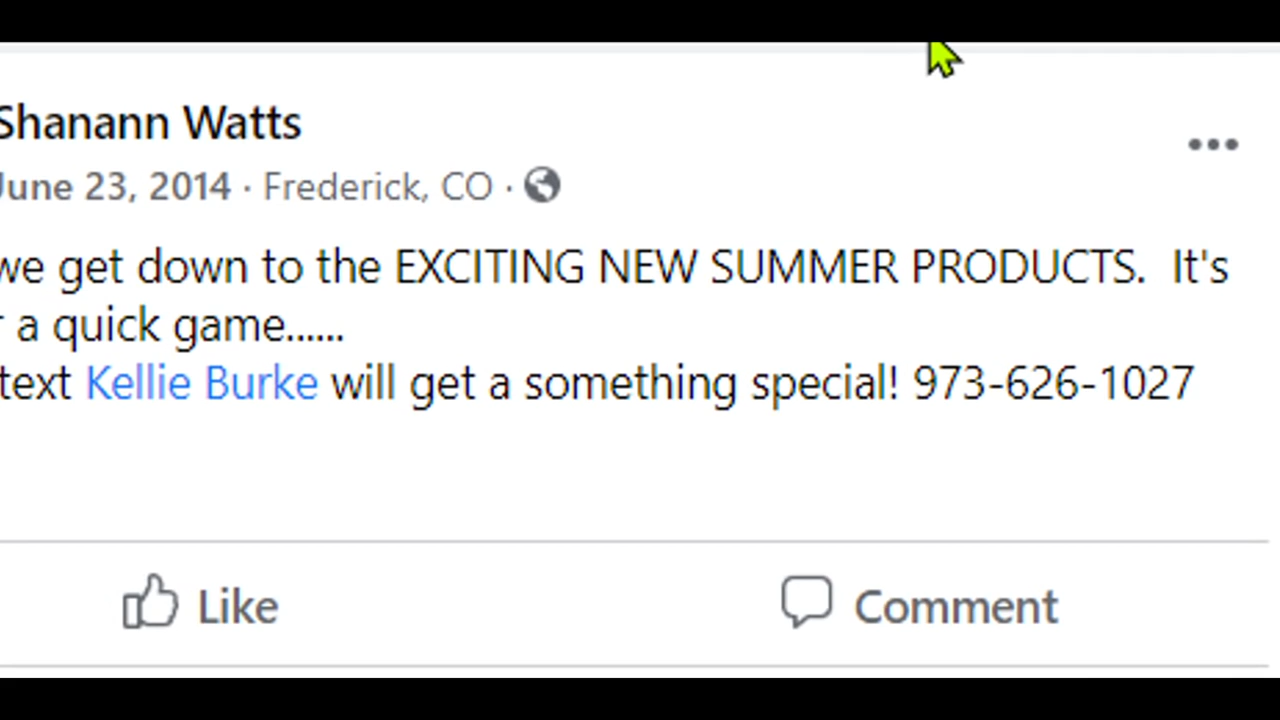 Shanann Watts
June 23, 2014 · Frederick, CO ·
we get down to the EXCITING NEW SUMMER PRODUCTS. It's
a quick game......
text Kellie Burke will get a something special! 973-626-1027
Like
Comment